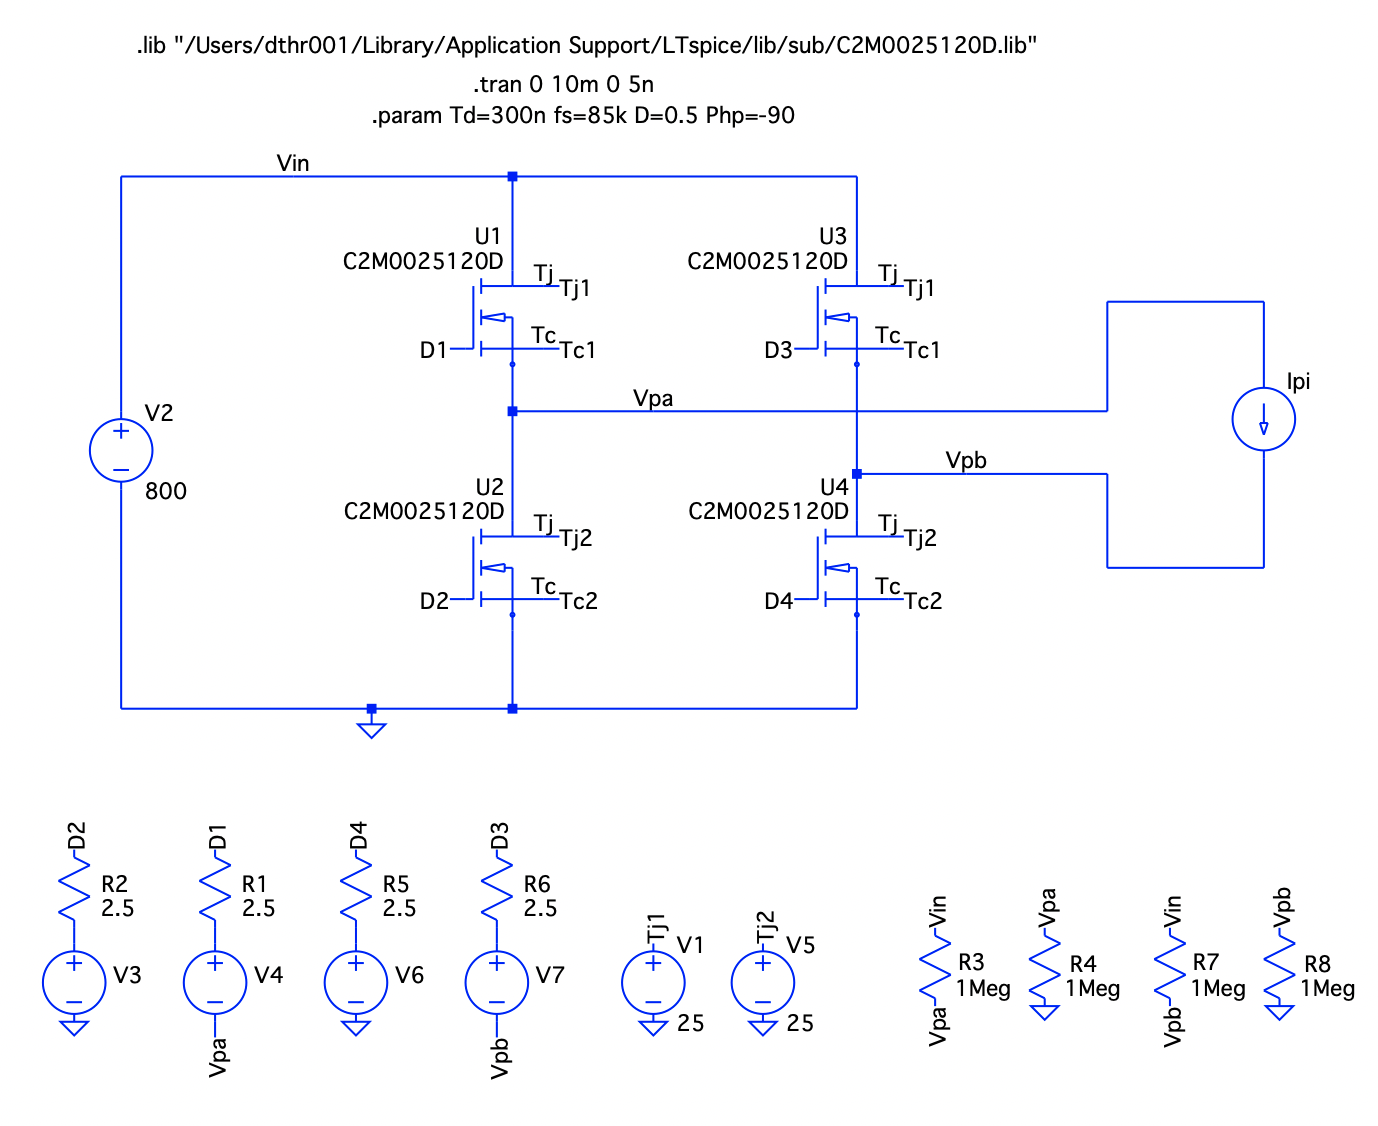 .lib "/Users/dthr001/Library/Application Support/LTspice/lib/sub/C2M0025120D.lib"
.tran 0 10m 0 5n
.param Td=300n fs=85k D=0.5 Php=-90
Vin
U1
C2M0025120D
Tj
Tj1
D1
Tc
Tc1
U3
C2M0025120D
Tj
Tj1
D3
Tc
Tc1
V2
+
−
800
Vpa
Ipi
Vpb
U2
C2M0025120D
Tj
Tj2
D2
Tc
Tc2
U4
C2M0025120D
Tj
Tj2
D4
Tc
Tc2
D2
R2
2.5
+
−
V3
D1
R1
2.5
+
−
V4
Vpa
D4
R5
2.5
+
−
V6
D3
R6
2.5
+
−
V7
Vpb
Tj1
V1
+
−
25
Tj2
V5
+
−
25
Vin
R3
1Meg
Vpa
Vpa
R4
1Meg
Vin
R7
1Meg
Vpb
Vpb
R8
1Meg